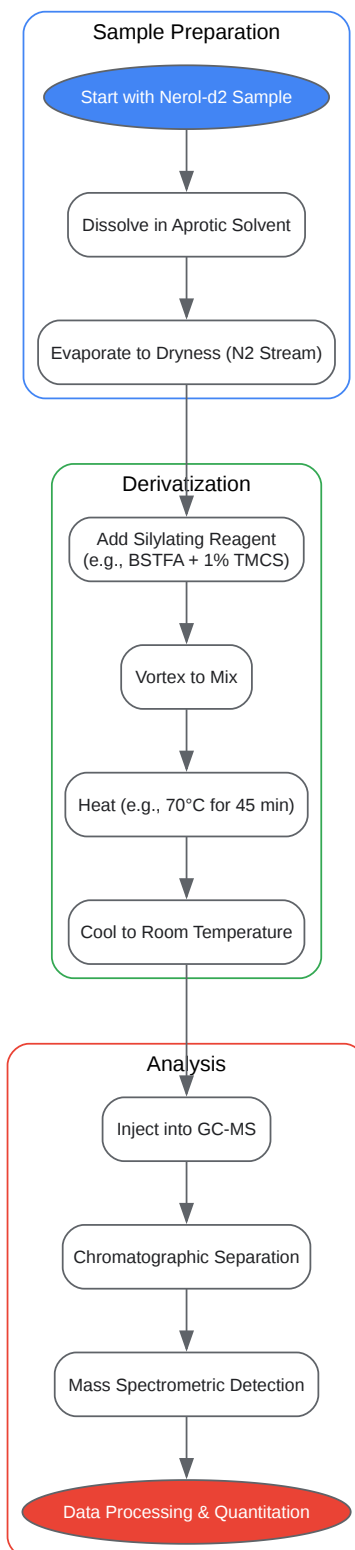 Sample Preparation
Start with Nerol-d2 Sample
Dissolve in Aprotic Solvent
Evaporate to Dryness (N2 Stream)
Derivatization
Add Silylating Reagent
(e.g., BSTFA + 1% TMCS)
Vortex to Mix
Heat (e.g., 70°C for 45 min)
Cool to Room Temperature
Analysis
Inject into GC-MS
Chromatographic Separation
Mass Spectrometric Detection
Data Processing & Quantitation